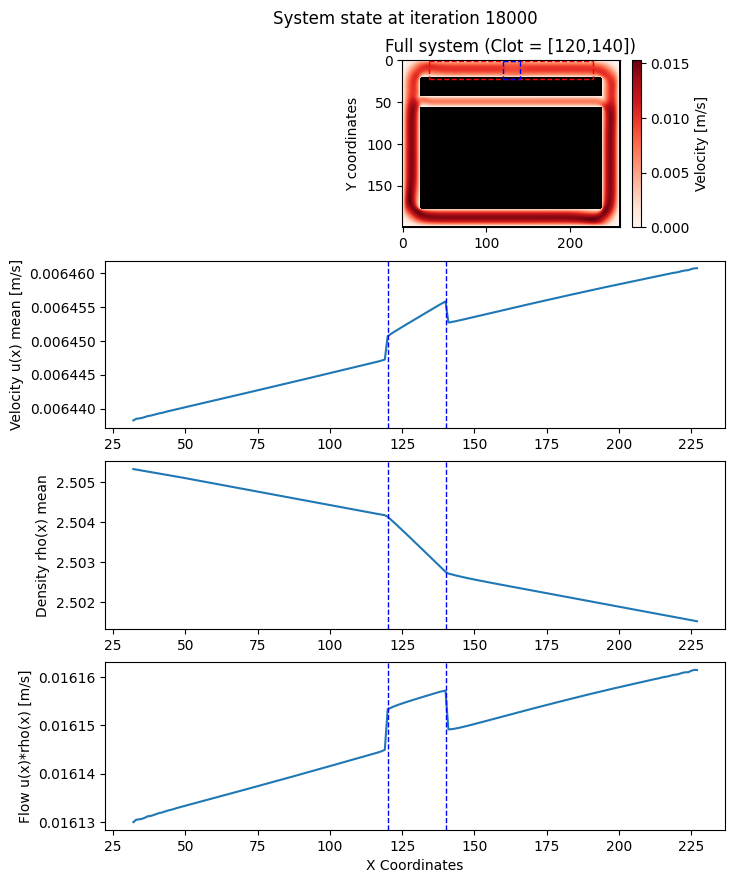 System state at iteration 18000
Full system (Clot = [120,140])
Y coordinates
0
50
100
150
0
100
200
0.015
0.010
0.005
0.000
Velocity [m/s]
Velocity u(x) mean [m/s]
0.006460
0.006455
0.006450
0.006445
0.006440
25 50 75 100 125 150 175 200 225
Density rho(x) mean
2.505
2.504
2.503
2.502
25 50 75 100 125 150 175 200 225
Flow u(x)*rho(x) [m/s]
0.01616
0.01615
0.01614
0.01613
25 50 75 100 125 150 175 200 225
X Coordinates